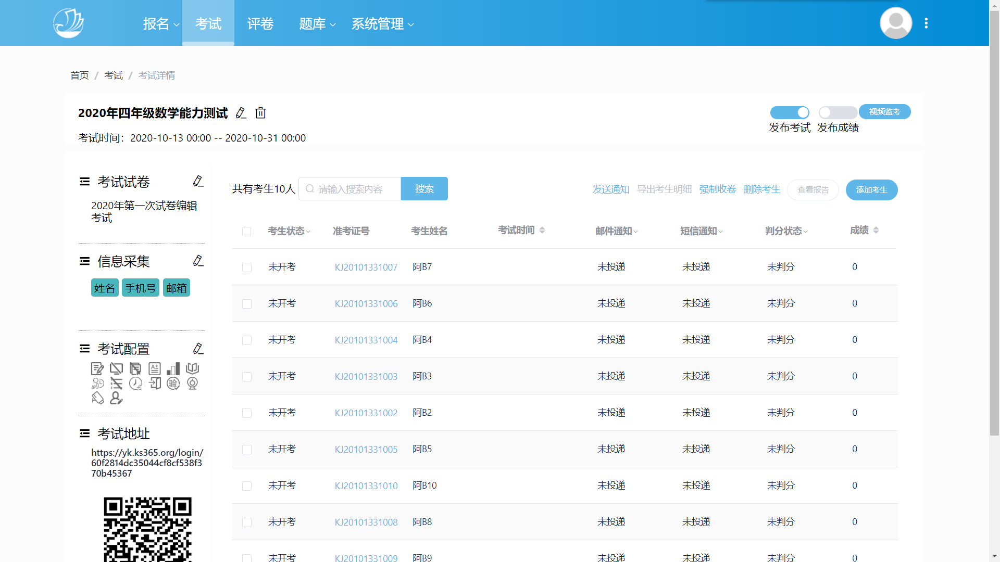 报名 考试 评卷 题库 系统管理
首页 / 考试 / 考试详情
2020年四年级数学能力测试
视频监考
发布考试 发布成绩
考试时间：2020-10-13 00:00 -- 2020-10-31 00:00
考试试卷
2020年第一次试卷编辑
考试
信息采集
姓名 手机号 邮箱
考试配置
验
考试地址
https://yk.ks365.org/login/
60f2814dc35044cf8cf538f3
70b45367
共有考生10人 请输入搜索内容 搜索 发送通知 导出考生明细 强制收卷 删除考生 查看报告 添加考生
考生状态 准考证号 考生姓名 考试时间 邮件通知 短信通知 判分状态 成绩
未开考 KJ20101331007 阿B7 未投递 未投递 未判分 0
未开考 KJ20101331006 阿B6 未投递 未投递 未判分 0
未开考 KJ20101331004 阿B4 未投递 未投递 未判分 0
未开考 KJ20101331003 阿B3 未投递 未投递 未判分 0
未开考 KJ20101331002 阿B2 未投递 未投递 未判分 0
未开考 KJ20101331005 阿B5 未投递 未投递 未判分 0
未开考 KJ20101331010 阿B10 未投递 未投递 未判分 0
未开考 KJ20101331008 阿B8 未投递 未投递 未判分 0
未开考 KJ20101331009 阿B9 未投递 未投递 未判分 0